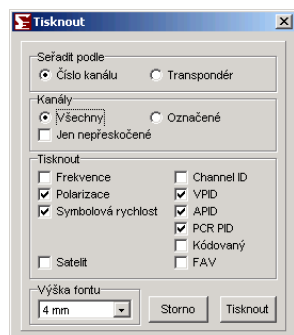 Tisknout
Seřadit podle
Číslo kanálu Transpondér
Kanály
Všechny Označené
Jen nepřeskočené
Tisknout
Frekvence Channel ID
Polarizace VPID
Symbolová rychlost APID
PCR PID
Kódovaný
Satelit FAV
Výška fontu
4 mm Storno Tisknout